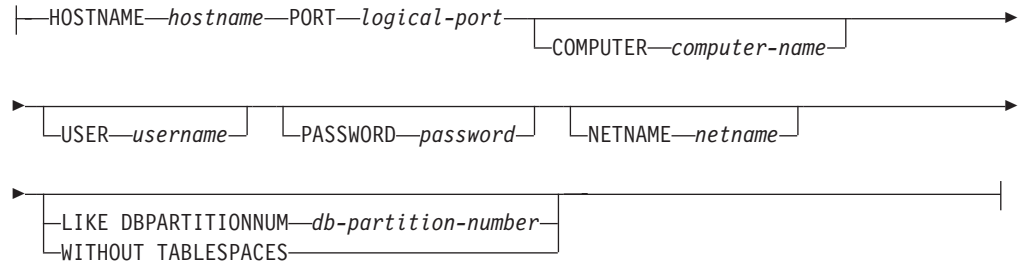 HOSTNAME hostname PORT logical-port
COMPUTER computer-name
USER username PASSWORD password NETNAME netname
LIKE DBPARTITIONNUM db-partition-number
WITHOUT TABLESPACES